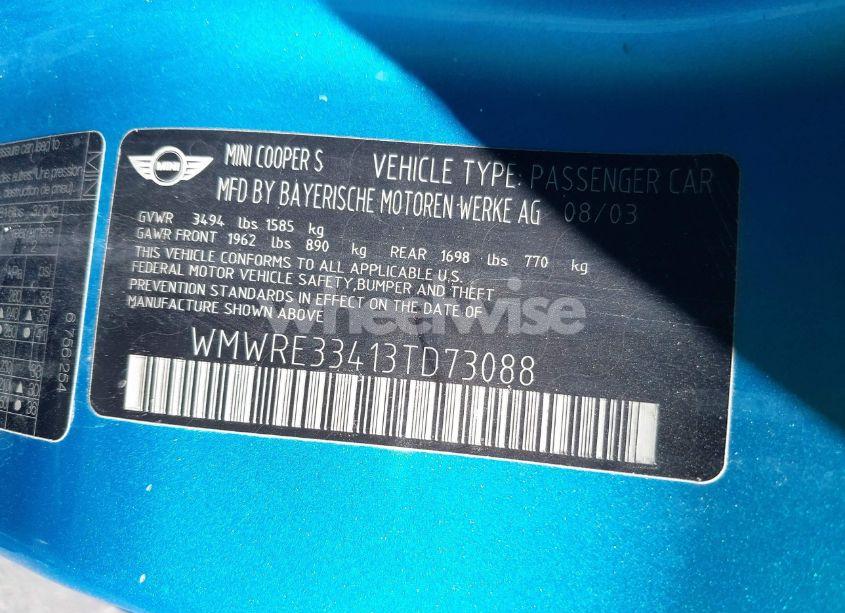 MINI
MINI COOPER S VEHICLE TYPE: PASSENGER CAR
MFD BY BAYERISCHE MOTOREN WERKE AG 08/03
GVWR 3494 lbs 1585 kg
GAWR FRONT 1962 lbs 890 kg REAR 1698 lbs 770 kg
THIS VEHICLE CONFORMS TO ALL APPLICABLE U.S.
FEDERAL MOTOR VEHICLE SAFETY,BUMPER AND THEFT
PREVENTION STANDARDS IN EFFECT ON THE DATE OF
MANUFACTURE SHOWN ABOVE
wheelwise
WMWRE33413TD73088
6 756 254